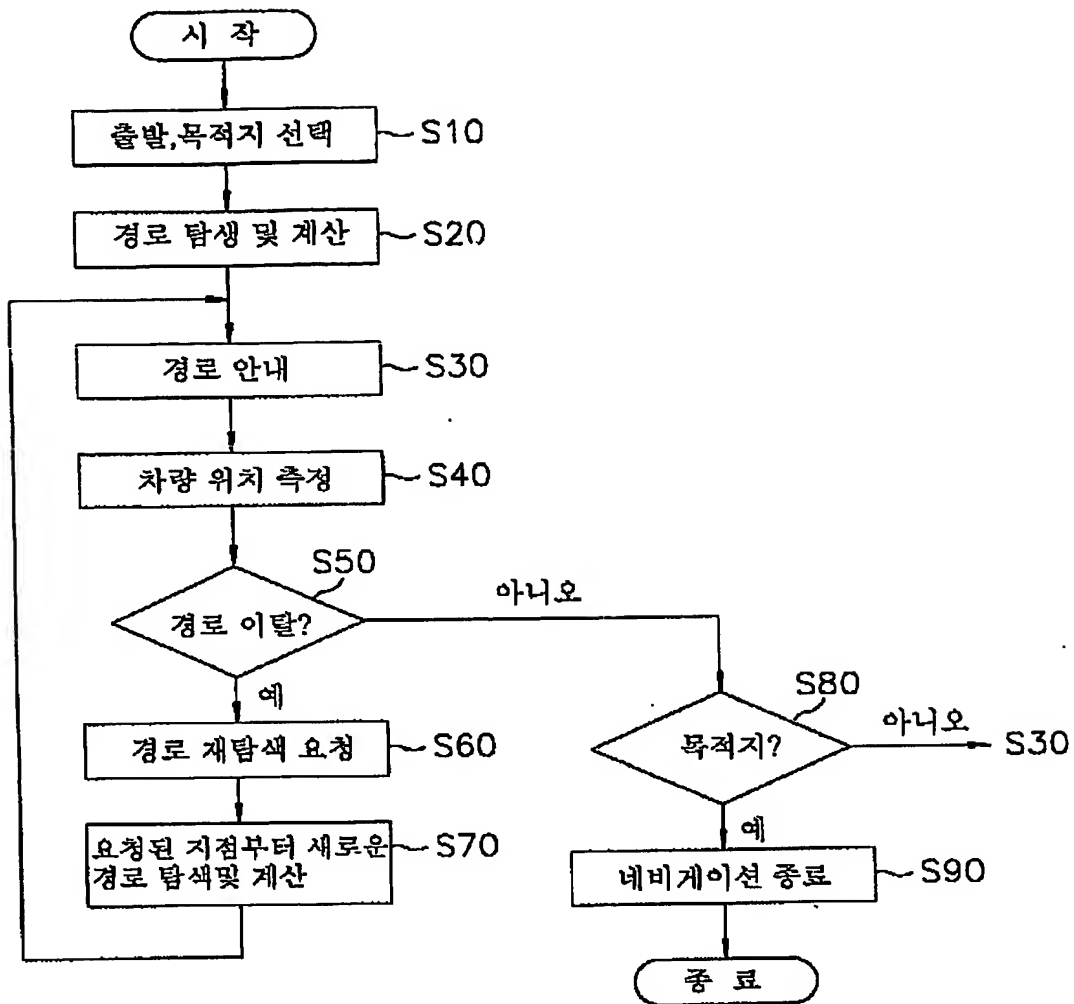 시 작
출발,목적지 선택
S10
경로 탐생 및 계산
S20
경로 안내
S30
차량 위치 측정
S40
S50
경로 이탈?
아니오
예
경로 재탐색 요청
S60
요청된 지점부터 새로운
경로 탐색및 계산
S70
S80
목적지?
아니오
S30
예
네비게이션 종료
S90
종 료